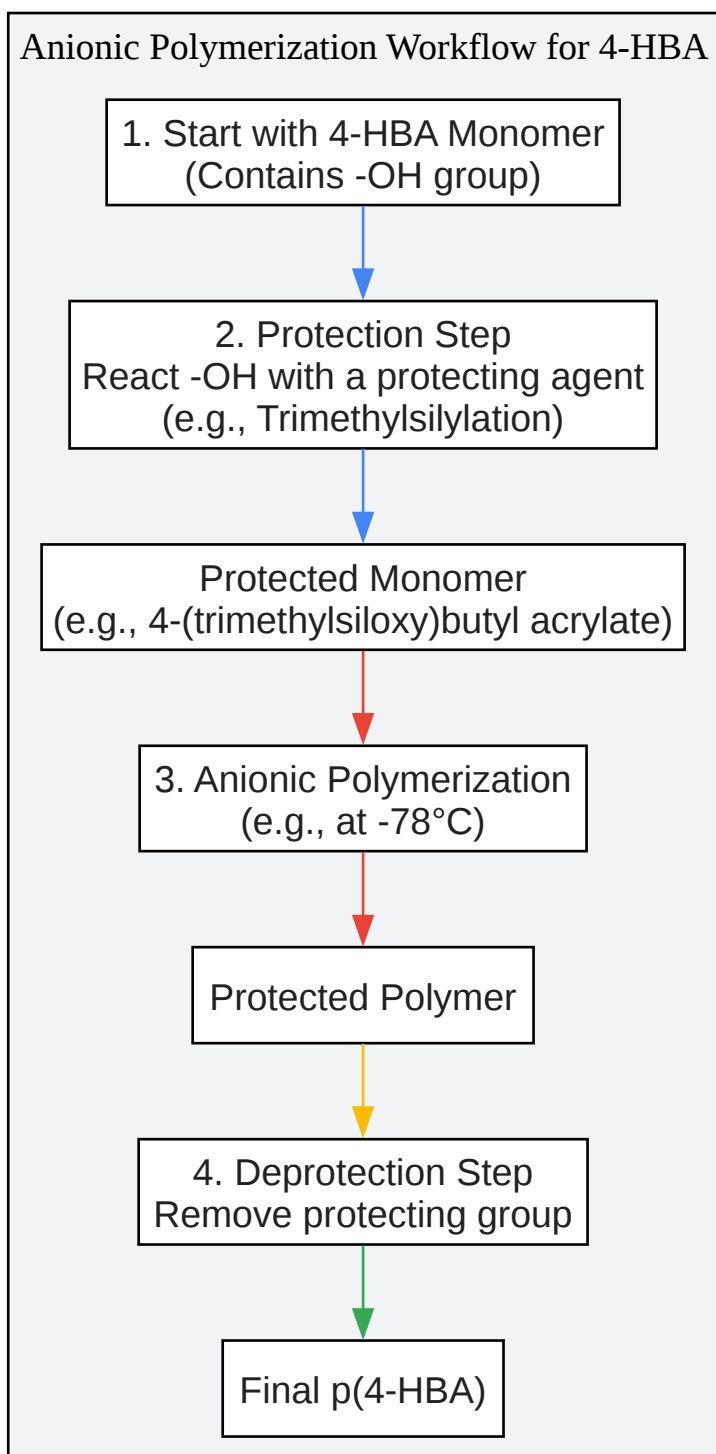 Anionic Polymerization Workflow for 4-HBA
1. Start with 4-HBA Monomer
(Contains -OH group)
2. Protection Step
React -OH with a protecting agent
(e.g., Trimethylsilylation)
Protected Monomer
(e.g., 4-(trimethylsiloxy)butyl acrylate)
3. Anionic Polymerization
(e.g., at -78°C)
Protected Polymer
4. Deprotection Step
Remove protecting group
Final p(4-HBA)